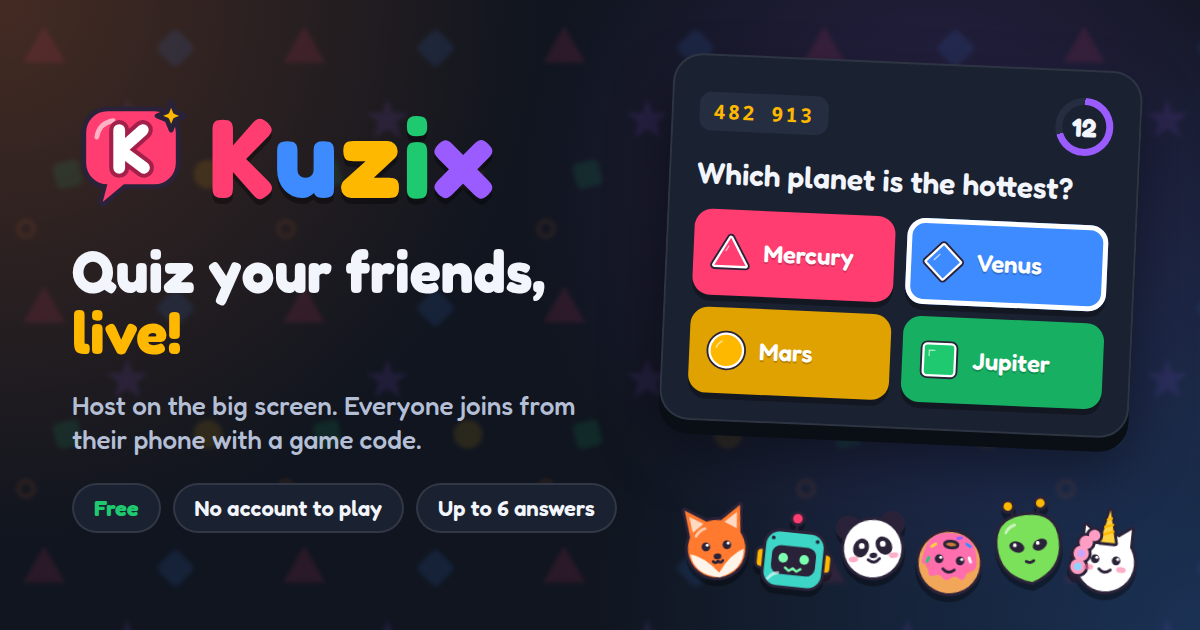 K
Kuzix
Quiz your friends,
live!
Host on the big screen. Everyone joins from
their phone with a game code.
Free
No account to play
Up to 6 answers
482 913
12
Which planet is the hottest?
Mercury
Venus
Mars
Jupiter